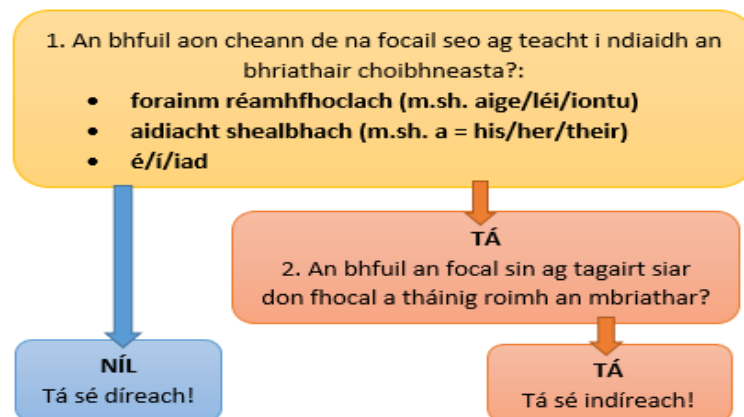 1. An bhfuil aon cheann de na focail seo ag teacht i ndiaidh an
bhriathair choibhneasta?:
• forainm réamhfhoclach (m.sh. aige/léi/iontu)
• aidiacht shealbhach (m.sh. a = his/her/their)
• é/í/iad
TÁ
2. An bhfuil an focal sin ag tagairt siar
don fhocal a tháinig roimh an mbriathar?
NÍL
Tá sé díreach!
TÁ
Tá sé indíreach!